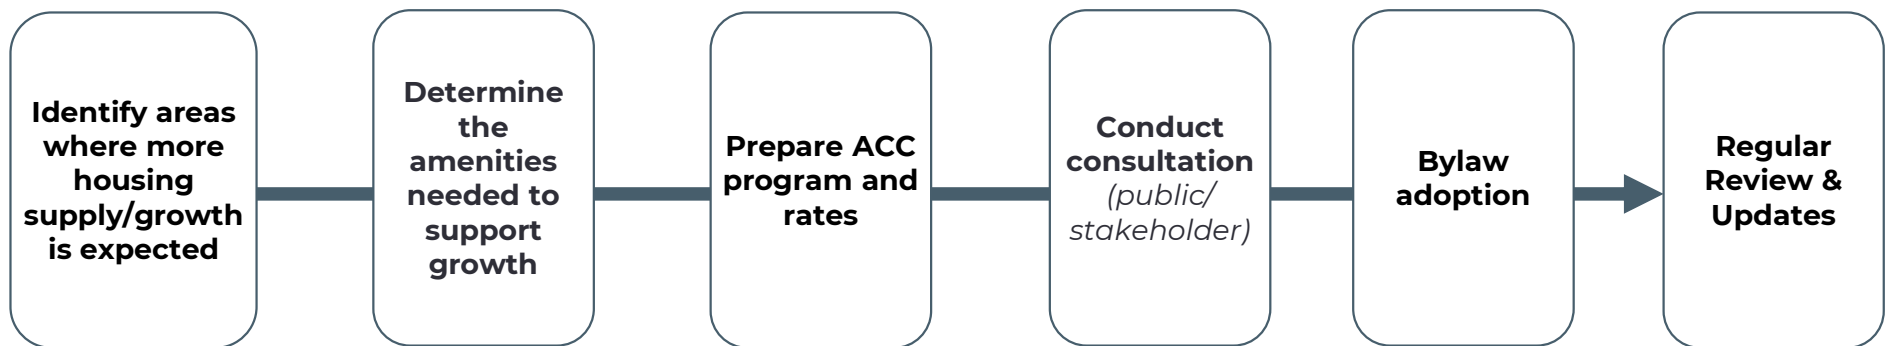 Identify areas
where more
housing
supply/growth
is expected
Determine
the
amenities
needed to
support
growth
Prepare ACC
program and
rates
Conduct
consultation
(public/
stakeholder)
Bylaw
adoption
Regular
Review &
Updates